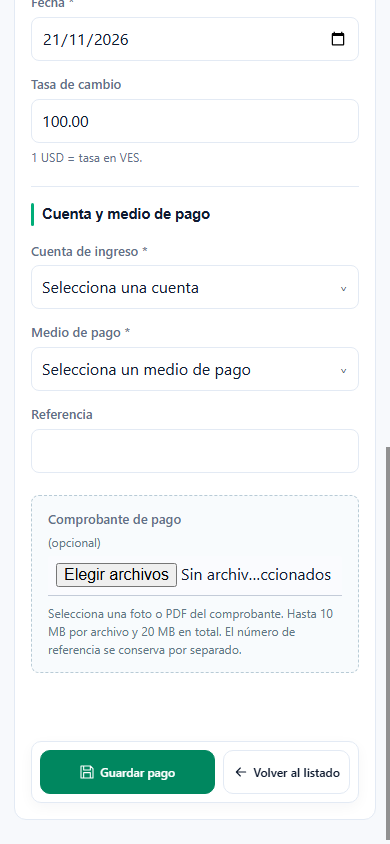 Fecha *
21/11/2026
Tasa de cambio
100.00
1 USD = tasa en VES.
Cuenta y medio de pago
Cuenta de ingreso *
Selecciona una cuenta
Medio de pago *
Selecciona un medio de pago
Referencia
Comprobante de pago
(opcional)
Elegir archivos Sin archiv...ccionados
Selecciona una foto o PDF del comprobante. Hasta 10
MB por archivo y 20 MB en total. El número de
referencia se conserva por separado.
Guardar pago
Volver al listado